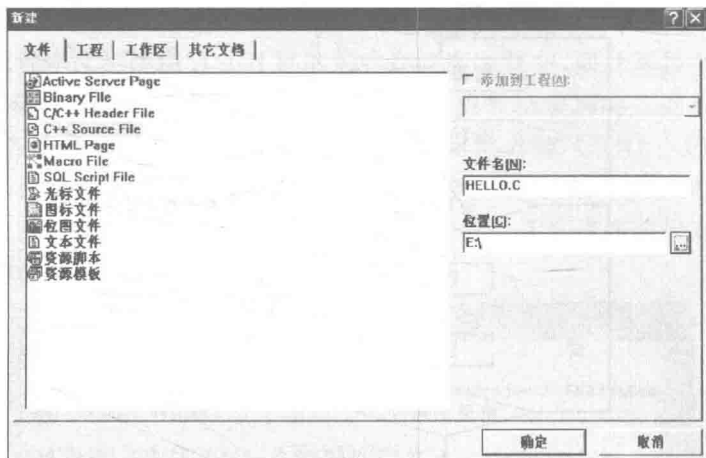 新建
文件 工程 工作区 其它文档
Active Server Page
Binary File
C/C++ Header File
C++ Source File
HTML Page
Macro File
SQL Script File
光标文件
图标文件
位图文件
文本文件
资源脚本
资源模板
添加到工程(A):
文件名(N):
HELLO.C
位置(C):
E:\
...
确定 取消